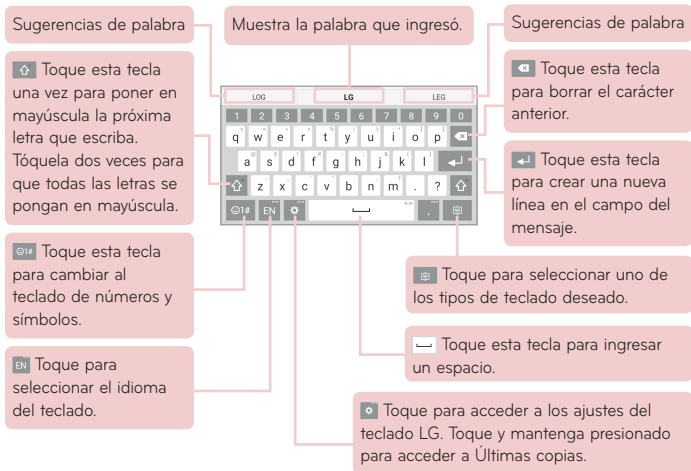 Sugerencias de palabra
Muestra la palabra que ingresó.
Sugerencias de palabra
Toque esta tecla
una vez para poner en
mayúscula la próxima
letra que escriba.
Tóquela dos veces para
que todas las letras se
pongan en mayúscula.
Toque esta tecla
para borrar el carácter
anterior.
LOG LG LEG
1 2 3 4 5 6 7 8 9 0
q w e r t y u i o p
a s d f g h j k l
z x c v b n m . ?
1# EN ,
Toque esta tecla
para crear una nueva
línea en el campo del
mensaje.
1# Toque esta tecla
para cambiar al
teclado de números y
símbolos.
Toque para seleccionar uno de
los tipos de teclado deseado.
Toque esta tecla para ingresar
un espacio.
EN Toque para
seleccionar el idioma
del teclado.
Toque para acceder a los ajustes del
teclado LG. Toque y mantenga presionado
para acceder a Últimas copias.